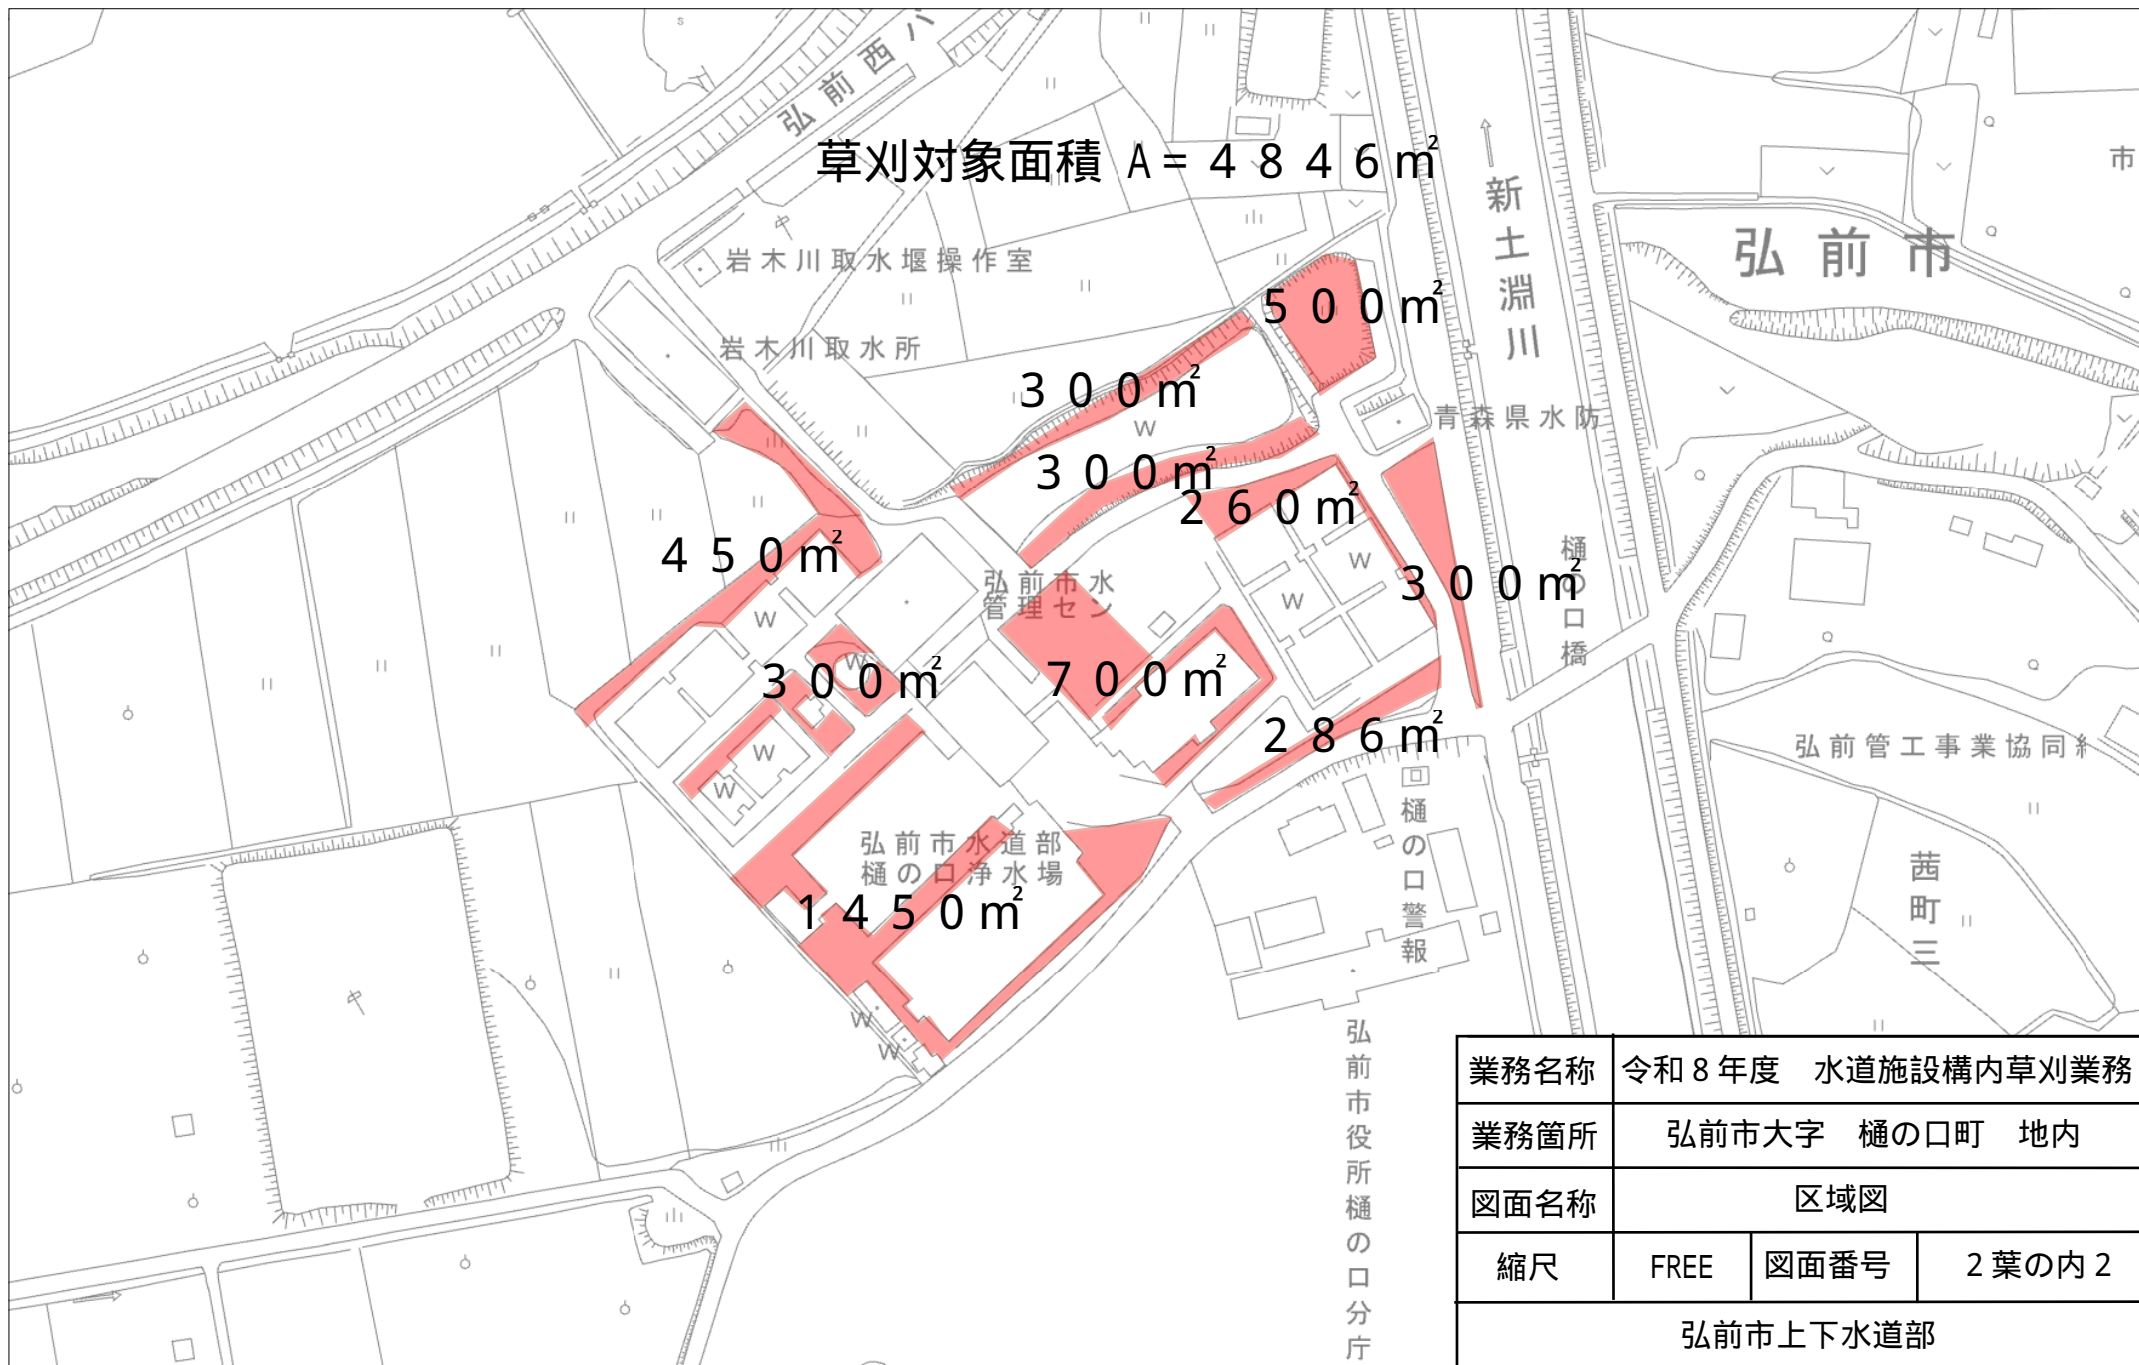 弘前西バ
草刈対象面積 A=4846㎡
市
新土淵川
弘前市
岩木川取水堰操作室
岩木川取水所
500㎡
300㎡
青森県水防
300㎡
260㎡
450㎡
300㎡
樋の口橋
弘前市水
管理セン
300㎡
700㎡
286㎡
弘前管工事業協同
樋の口警報
弘前市水道部
樋の口浄水場
1450㎡
茜町三
弘前市役所樋の口分庁
W
W
W
W
W
W
W
W
W
業務名称 令和8年度 水道施設構内草刈業務
業務箇所 弘前市大字 樋の口町 地内
図面名称 区域図
縮尺 FREE 図面番号 2葉の内2
弘前市上下水道部